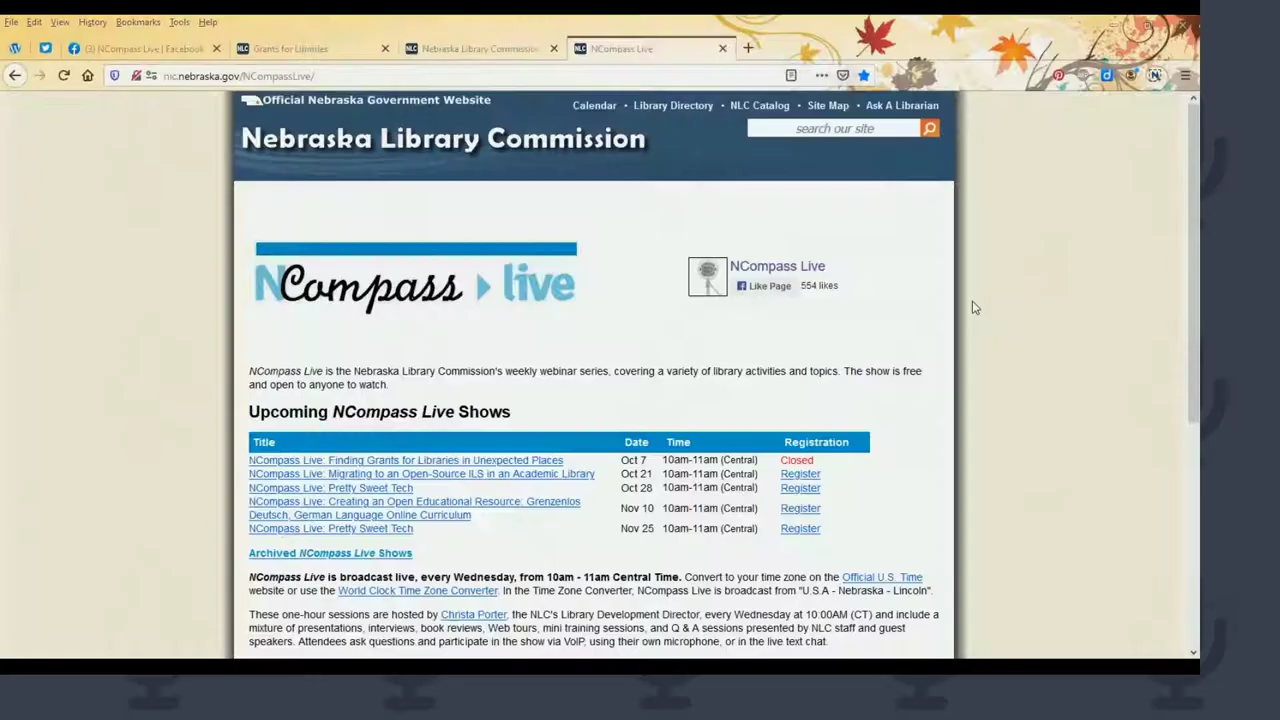 File Edit View History Bookmarks Tools Help
(3) NCompass Live | Facebook
Grants for Libraries
Nebraska Library Commission
NCompass Live
nlc.nebraska.gov/NCompassLive/
Official Nebraska Government Website
Calendar • Library Directory • NLC Catalog • Site Map • Ask A Librarian
search our site
Nebraska Library Commission
NCompass live
NCompass Live
Like Page 554 likes
NCompass Live is the Nebraska Library Commission's weekly webinar series, covering a variety of library activities and topics. The show is free
and open to anyone to watch.
Upcoming NCompass Live Shows
Title Date Time Registration
NCompass Live: Finding Grants for Libraries in Unexpected Places Oct 7 10am-11am (Central) Closed
NCompass Live: Migrating to an Open-Source ILS in an Academic Library Oct 21 10am-11am (Central) Register
NCompass Live: Pretty Sweet Tech Oct 28 10am-11am (Central) Register
NCompass Live: Creating an Open Educational Resource: Grenzenlos
Deutsch, German Language Online Curriculum Nov 10 10am-11am (Central) Register
NCompass Live: Pretty Sweet Tech Nov 25 10am-11am (Central) Register
Archived NCompass Live Shows
NCompass Live is broadcast live, every Wednesday, from 10am - 11am Central Time. Convert to your time zone on the Official U.S. Time
website or use the World Clock Time Zone Converter. In the Time Zone Converter, NCompass Live is broadcast from "U.S.A - Nebraska - Lincoln".
These one-hour sessions are hosted by Christa Porter, the NLC's Library Development Director, every Wednesday at 10:00AM (CT) and include a
mixture of presentations, interviews, book reviews, Web tours, mini training sessions, and Q & A sessions presented by NLC staff and guest
speakers. Attendees ask questions and participate in the show via VoIP, using their own microphone, or in the live text chat.